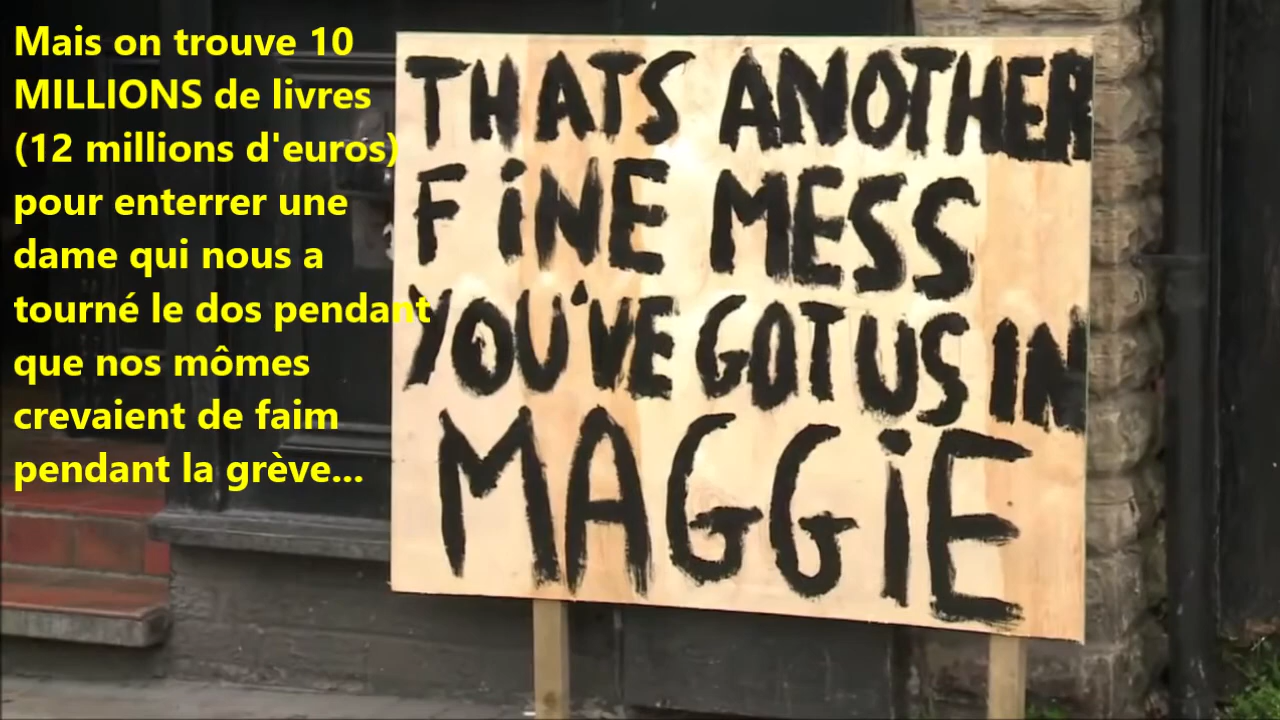 Mais on trouve 10
MILLIONS de livres
(12 millions d'euros)
pour enterrer une
dame qui nous a
tourné le dos pendant
que nos mômes
crevaient de faim
pendant la grève...
THATS ANOTHER
FiNE MESS
YOU'VE GOT US IN
MAGGiE